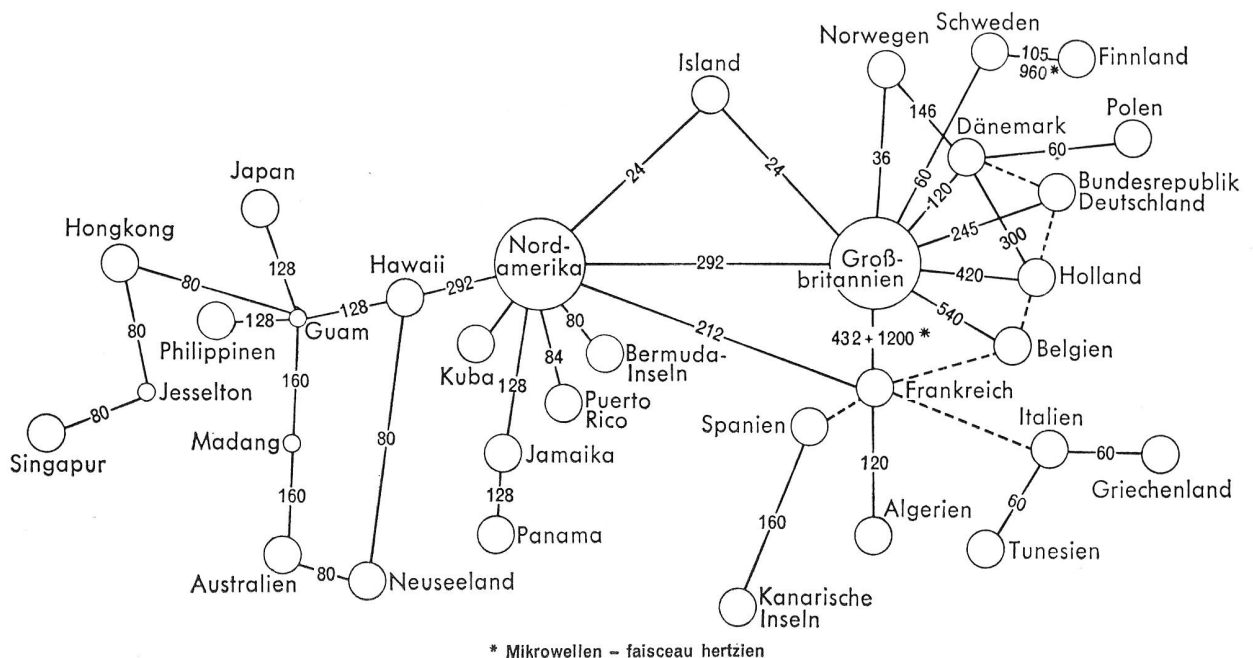 Schweden
Norwegen
105
Finnland
960 *
Island
Polen
146
Dänemark
60
Japan
24
24
36
60
120
Bundesrepublik
Deutschland
Hongkong
245
300
Nord-
amerika
292
Groß-
britannien
420
Holland
128
Hawaii
292
80
128
128
Guam
Philippinen
80
540
212
432 + 1200 *
Belgien
80
Bermuda-
Inseln
Kuba
84
128
160
Jesselton
Frankreich
Puerto
Rico
80
Spanien
Italien
Singapur
Madang
80
Jamaika
120
60
Griechenland
160
128
160
60
Algerien
Panama
Tunesien
Australien
80
Neuseeland
Kanarische
Inseln
* Mikrowellen – faisceau hertzien